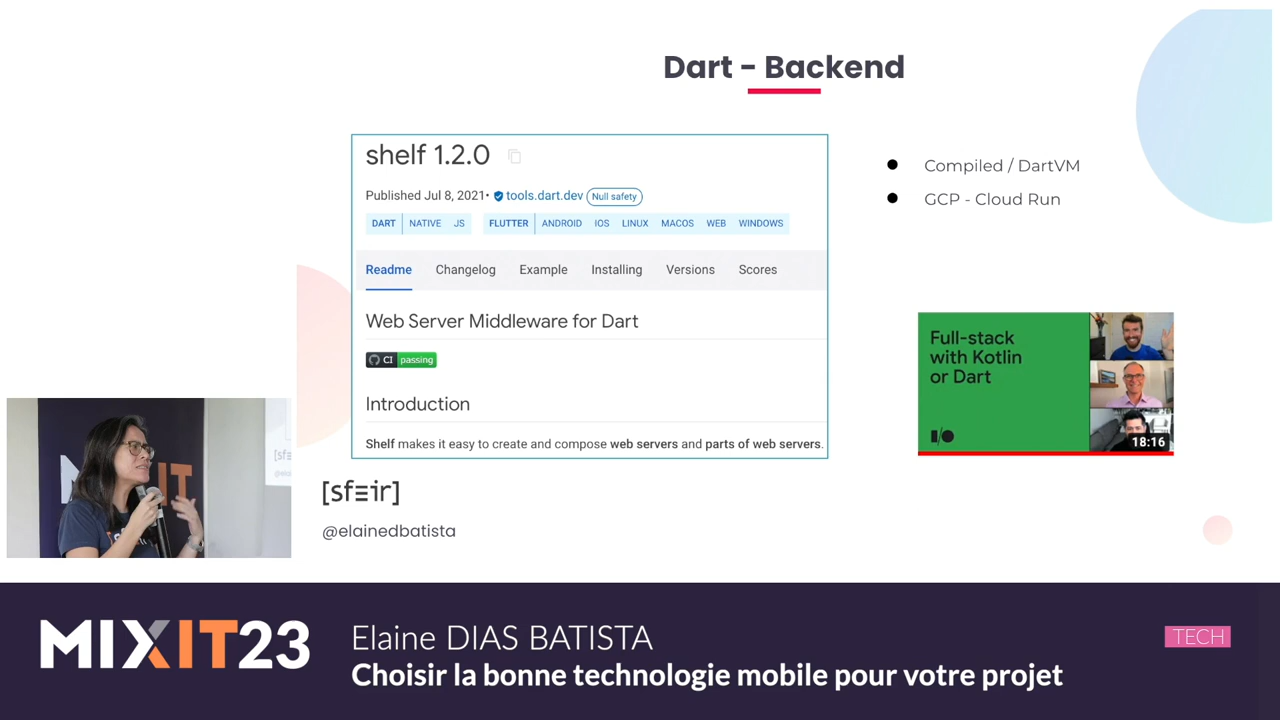 Dart - Backend
shelf 1.2.0
Published Jul 8, 2021• tools.dart.dev Null safety
DART NATIVE JS FLUTTER ANDROID IOS LINUX MACOS WEB WINDOWS
Readme Changelog Example Installing Versions Scores
Web Server Middleware for Dart
CI passing
Introduction
Shelf makes it easy to create and compose web servers and parts of web servers.
● Compiled / DartVM
● GCP - Cloud Run
Full-stack
with Kotlin
or Dart
I/O
18:16
IT
[sfeir]
@elainedbatista
MIXIT23
Elaine DIAS BATISTA
Choisir la bonne technologie mobile pour votre projet
TECH